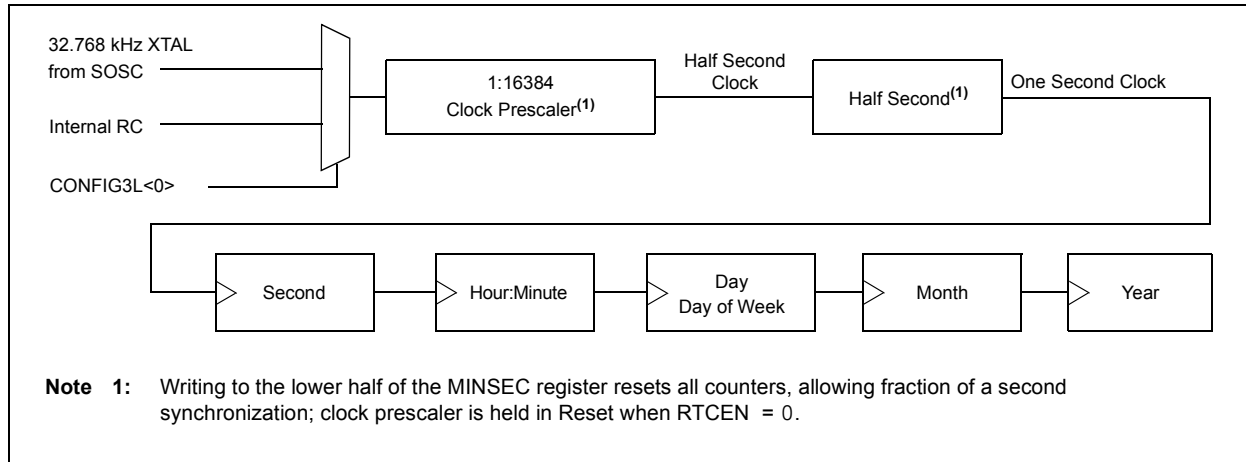 32.768 kHz XTAL
from SOSC
Internal RC
CONFIG3L<0>
1:16384
Clock Prescaler(1)
Half Second
Clock
Half Second(1)
One Second Clock
Second
Hour:Minute
Day
Day of Week
Month
Year
Note 1: Writing to the lower half of the MINSEC register resets all counters, allowing fraction of a second
synchronization; clock prescaler is held in Reset when RTCEN = 0.